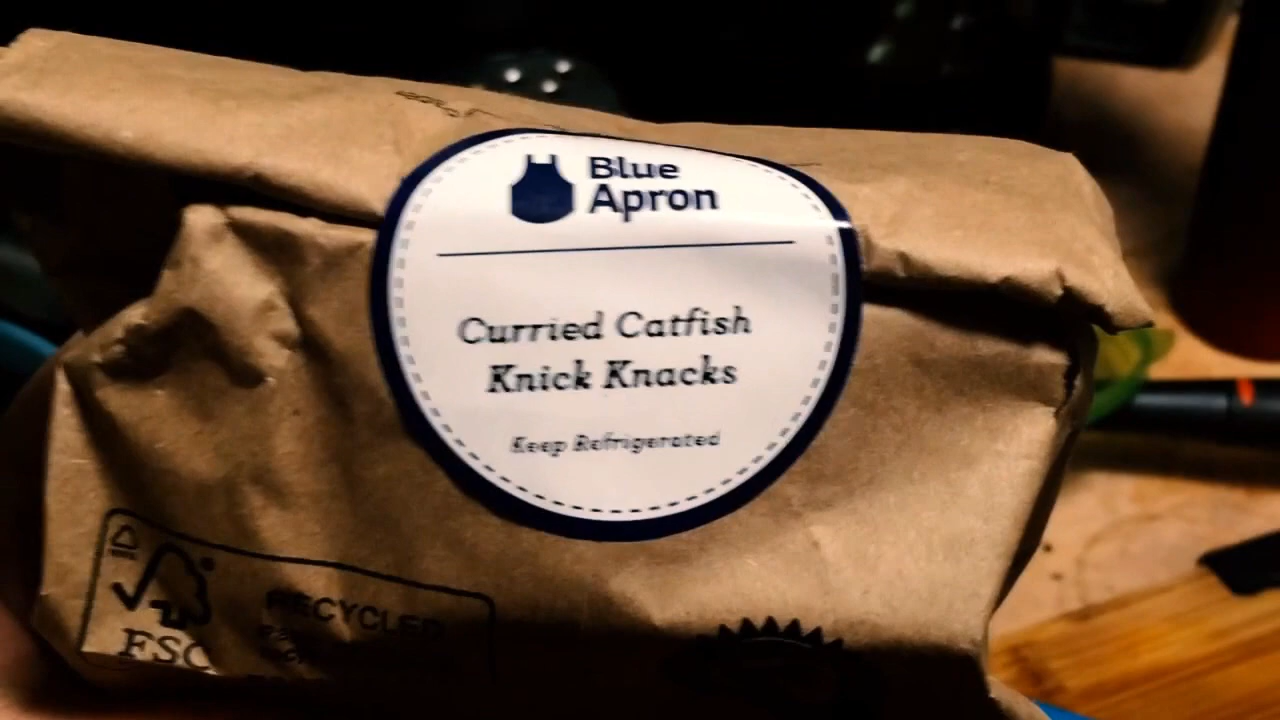 Blue
Apron
Curried Catfish
Knick Knacks
Keep Refrigerated
RECYCLED
FSC